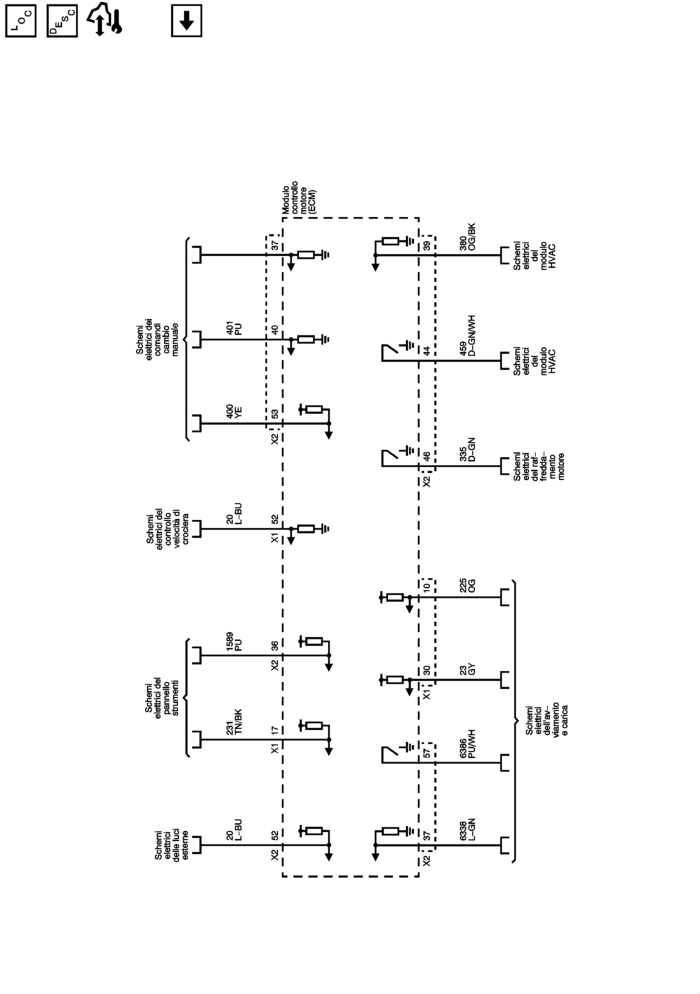 LOC
DESC
Modulo
controllo
motore
(ECM)
Schemi
elettrici dei
comandi
cambio
manuale
37
401
PU
40
400
YE
53
X2
Schemi
elettrici del
controllo
velocità di
crociera
20
L-BU
52
X1
Schemi
elettrici del
pannello
strumenti
1589
PU
36
X2
231
TN/BK
17
X1
Schemi
elettrici
delle luci
esterne
20
L-BU
52
X2
39
380
OG/BK
Schemi
elettrici
del
modulo
HVAC
44
459
D-GN/WH
Schemi
elettrici
del
modulo
HVAC
46
X2
335
D-GN
Schemi
elettrici
del raf-
fredda-
mento
motore
10
225
OG
30
X1
23
GY
57
6386
PU/WH
37
X2
6338
L-GN
Schemi
elettrici
dell'av-
viamento
e carica